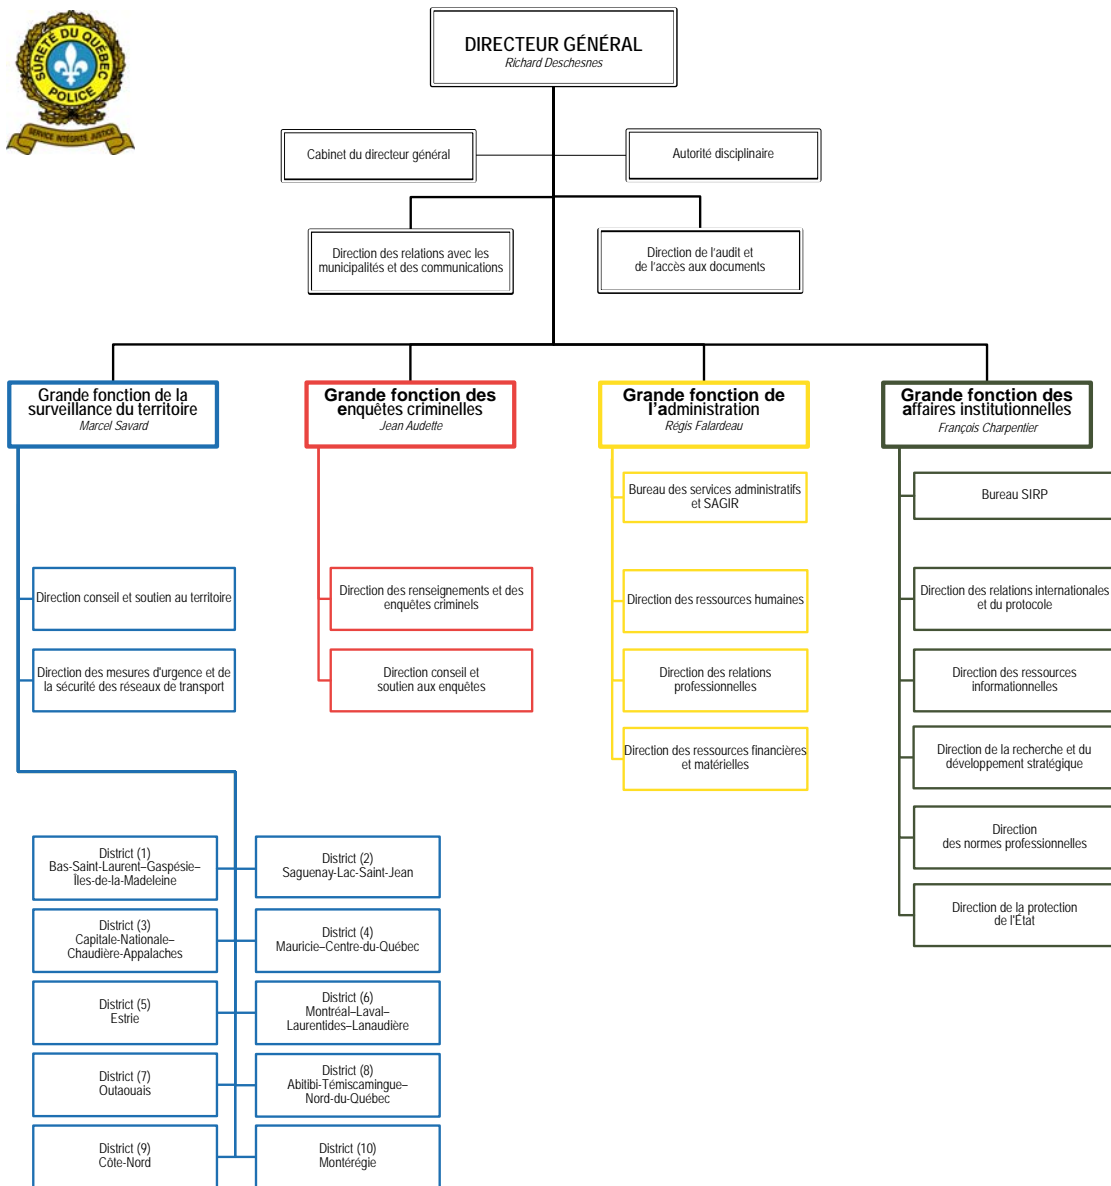 SÛRETÉ DU QUÉBEC
POLICE
SERVICE INTÉGRITÉ JUSTICE
DIRECTEUR GÉNÉRAL
Richard Deschesnes
Cabinet du directeur général
Autorité disciplinaire
Direction des relations avec les
municipalités et des communications
Direction de l'audit et
de l'accès aux documents
Grande fonction de la
surveillance du territoire
Marcel Savard
Grande fonction des
enquêtes criminelles
Jean Audette
Grande fonction de
l'administration
Régis Falardeau
Grande fonction des
affaires institutionnelles
François Charpentier
Direction conseil et soutien au territoire
Direction des mesures d'urgence et de
la sécurité des réseaux de transport
Direction des renseignements et des
enquêtes criminels
Direction conseil et
soutien aux enquêtes
Bureau des services administratifs
et SAGIR
Direction des ressources humaines
Direction des relations
professionnelles
Direction des ressources financières
et matérielles
Bureau SIRP
Direction des relations internationales
et du protocole
Direction des ressources
informationnelles
Direction de la recherche et du
développement stratégique
Direction
des normes professionnelles
Direction de la protection
de l'État
District (1)
Bas-Saint-Laurent–Gaspésie–
Îles-de-la-Madeleine
District (2)
Saguenay-Lac-Saint-Jean
District (3)
Capitale-Nationale–
Chaudière-Appalaches
District (4)
Mauricie–Centre-du-Québec
District (5)
Estrie
District (6)
Montréal–Laval–
Laurentides–Lanaudière
District (7)
Outaouais
District (8)
Abitibi-Témiscamingue–
Nord-du-Québec
District (9)
Côte-Nord
District (10)
Montérégie